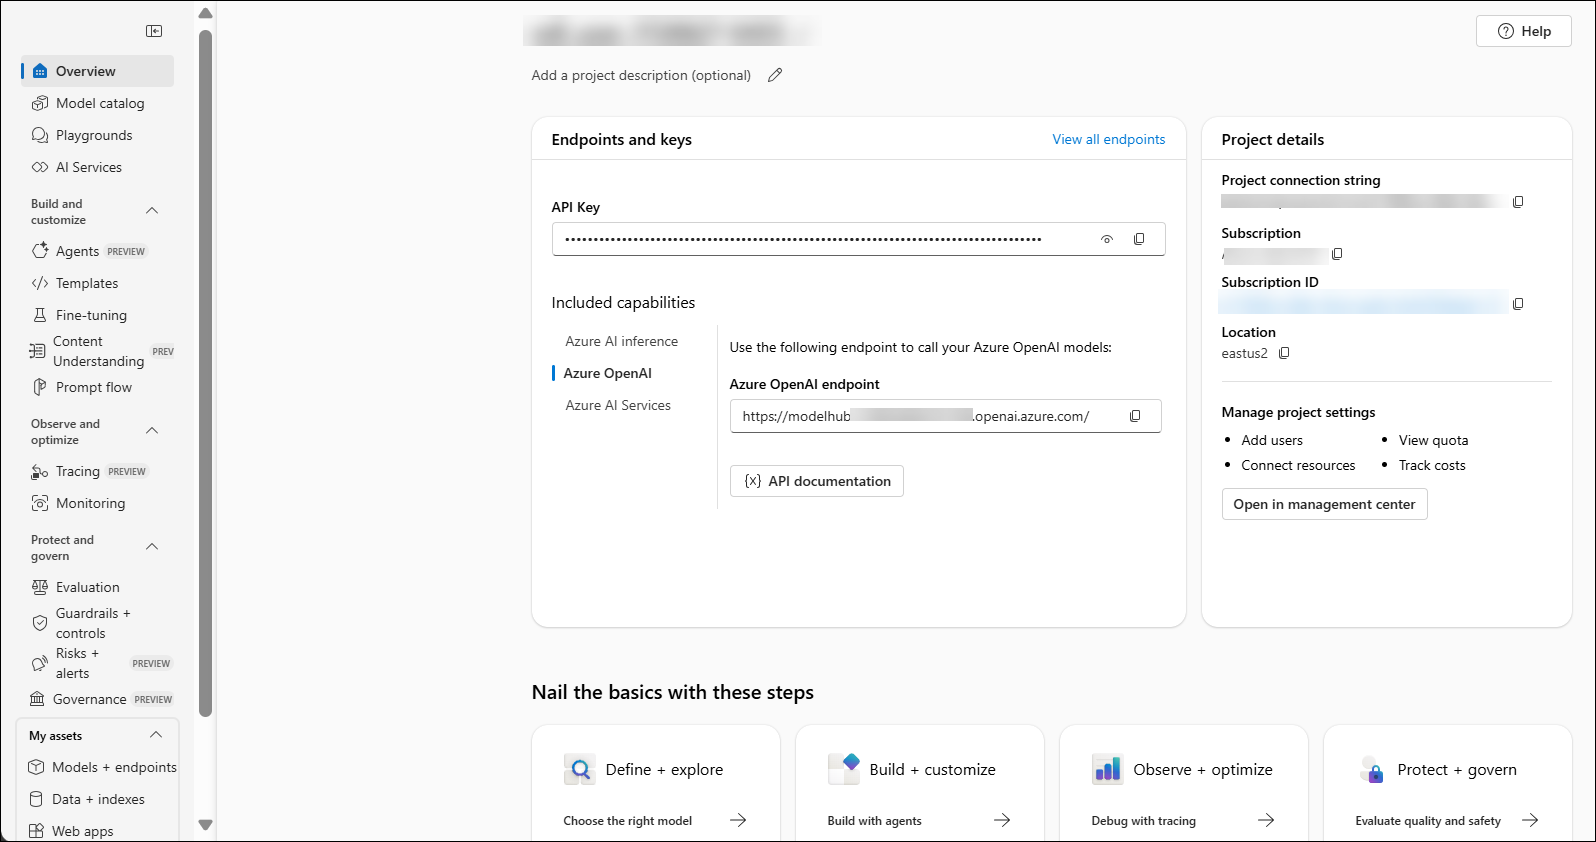 Overview
Model catalog
Playgrounds
AI Services
Build and
customize
Agents PREVIEW
Templates
Fine-tuning
Content
Understanding PREV
Prompt flow
Observe and
optimize
Tracing PREVIEW
Monitoring
Protect and
govern
Evaluation
Guardrails +
controls
Risks +
alerts PREVIEW
Governance PREVIEW
My assets
Models + endpoints
Data + indexes
Web apps
Help
Add a project description (optional)
Endpoints and keys
View all endpoints
API Key
Included capabilities
Azure AI inference
Azure OpenAI
Azure AI Services
Use the following endpoint to call your Azure OpenAI models:
Azure OpenAI endpoint
https://modelhub .openai.azure.com/
{x} API documentation
Project details
Project connection string
Subscription
Subscription ID
Location
eastus2
Manage project settings
• Add users
• View quota
• Connect resources
• Track costs
Open in management center
Nail the basics with these steps
Define + explore
Choose the right model
Build + customize
Build with agents
Observe + optimize
Debug with tracing
Protect + govern
Evaluate quality and safety